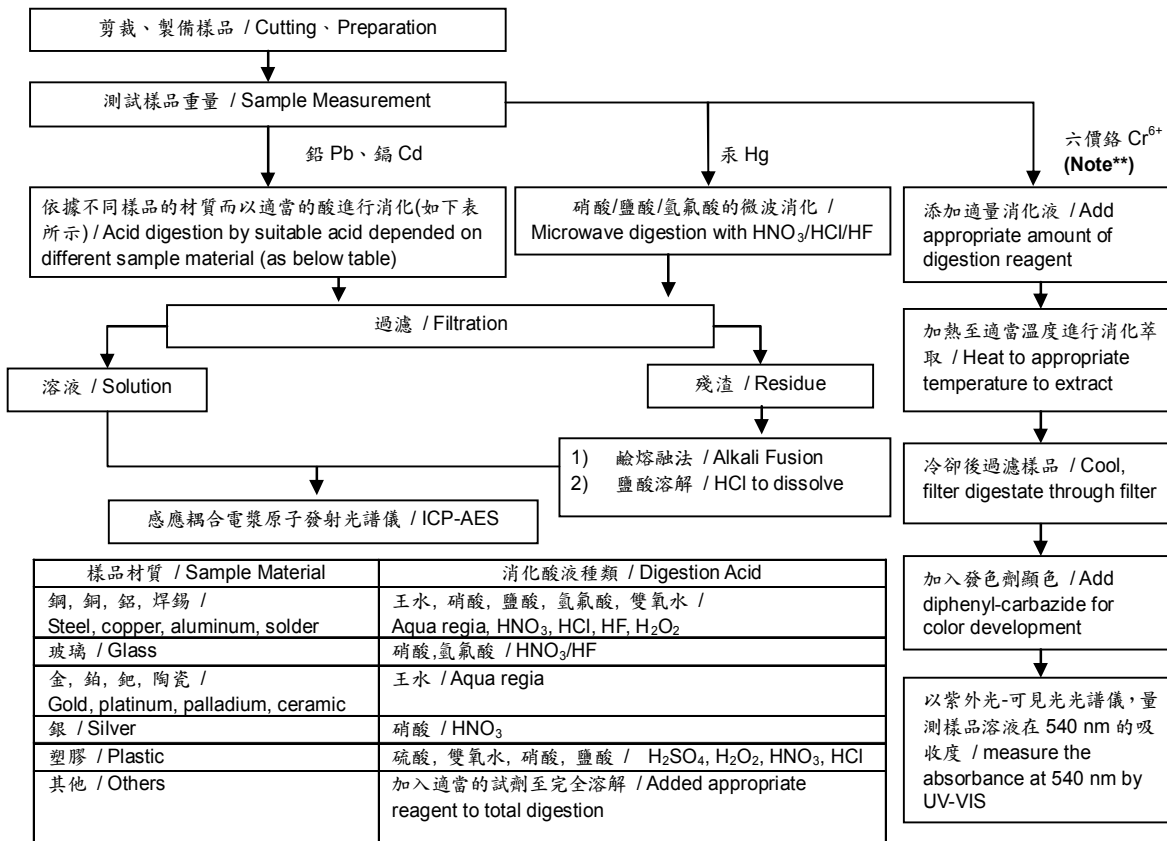 剪裁、製備樣品 / Cutting、Preparation
測試樣品重量 / Sample Measurement
鉛 Pb、鎘 Cd
汞 Hg
六價鉻 Cr⁶⁺
(Note**)
依據不同樣品的材質而以適當的酸進行消化(如下表
所示) / Acid digestion by suitable acid depended on
different sample material (as below table)
硝酸/鹽酸/氫氟酸的微波消化 /
Microwave digestion with HNO₃/HCl/HF
添加適量消化液 / Add
appropriate amount of
digestion reagent
過濾 / Filtration
加熱至適當溫度進行消化萃
取 / Heat to appropriate
temperature to extract
溶液 / Solution
殘渣 / Residue
1) 鹼熔融法 / Alkali Fusion
2) 鹽酸溶解 / HCl to dissolve
冷卻後過濾樣品 / Cool,
filter digestate through filter
感應耦合電漿原子發射光譜儀 / ICP-AES
加入發色劑顯色 / Add
diphenyl-carbazide for
color development
以紫外光-可見光光譜儀，量
測樣品溶液在 540 nm 的吸
收度 / measure the
absorbance at 540 nm by
UV-VIS
樣品材質 / Sample Material 消化酸液種類 / Digestion Acid
鋼, 銅, 鋁, 焊錫 / 王水, 硝酸, 鹽酸, 氫氟酸, 雙氧水 /
Steel, copper, aluminum, solder Aqua regia, HNO₃, HCl, HF, H₂O₂
玻璃 / Glass 硝酸,氫氟酸 / HNO₃/HF
金, 鉑, 鈀, 陶瓷 / 王水 / Aqua regia
Gold, platinum, palladium, ceramic
銀 / Silver 硝酸 / HNO₃
塑膠 / Plastic 硫酸, 雙氧水, 硝酸, 鹽酸 / H₂SO₄, H₂O₂, HNO₃, HCl
其他 / Others 加入適當的試劑至完全溶解 / Added appropriate
reagent to total digestion